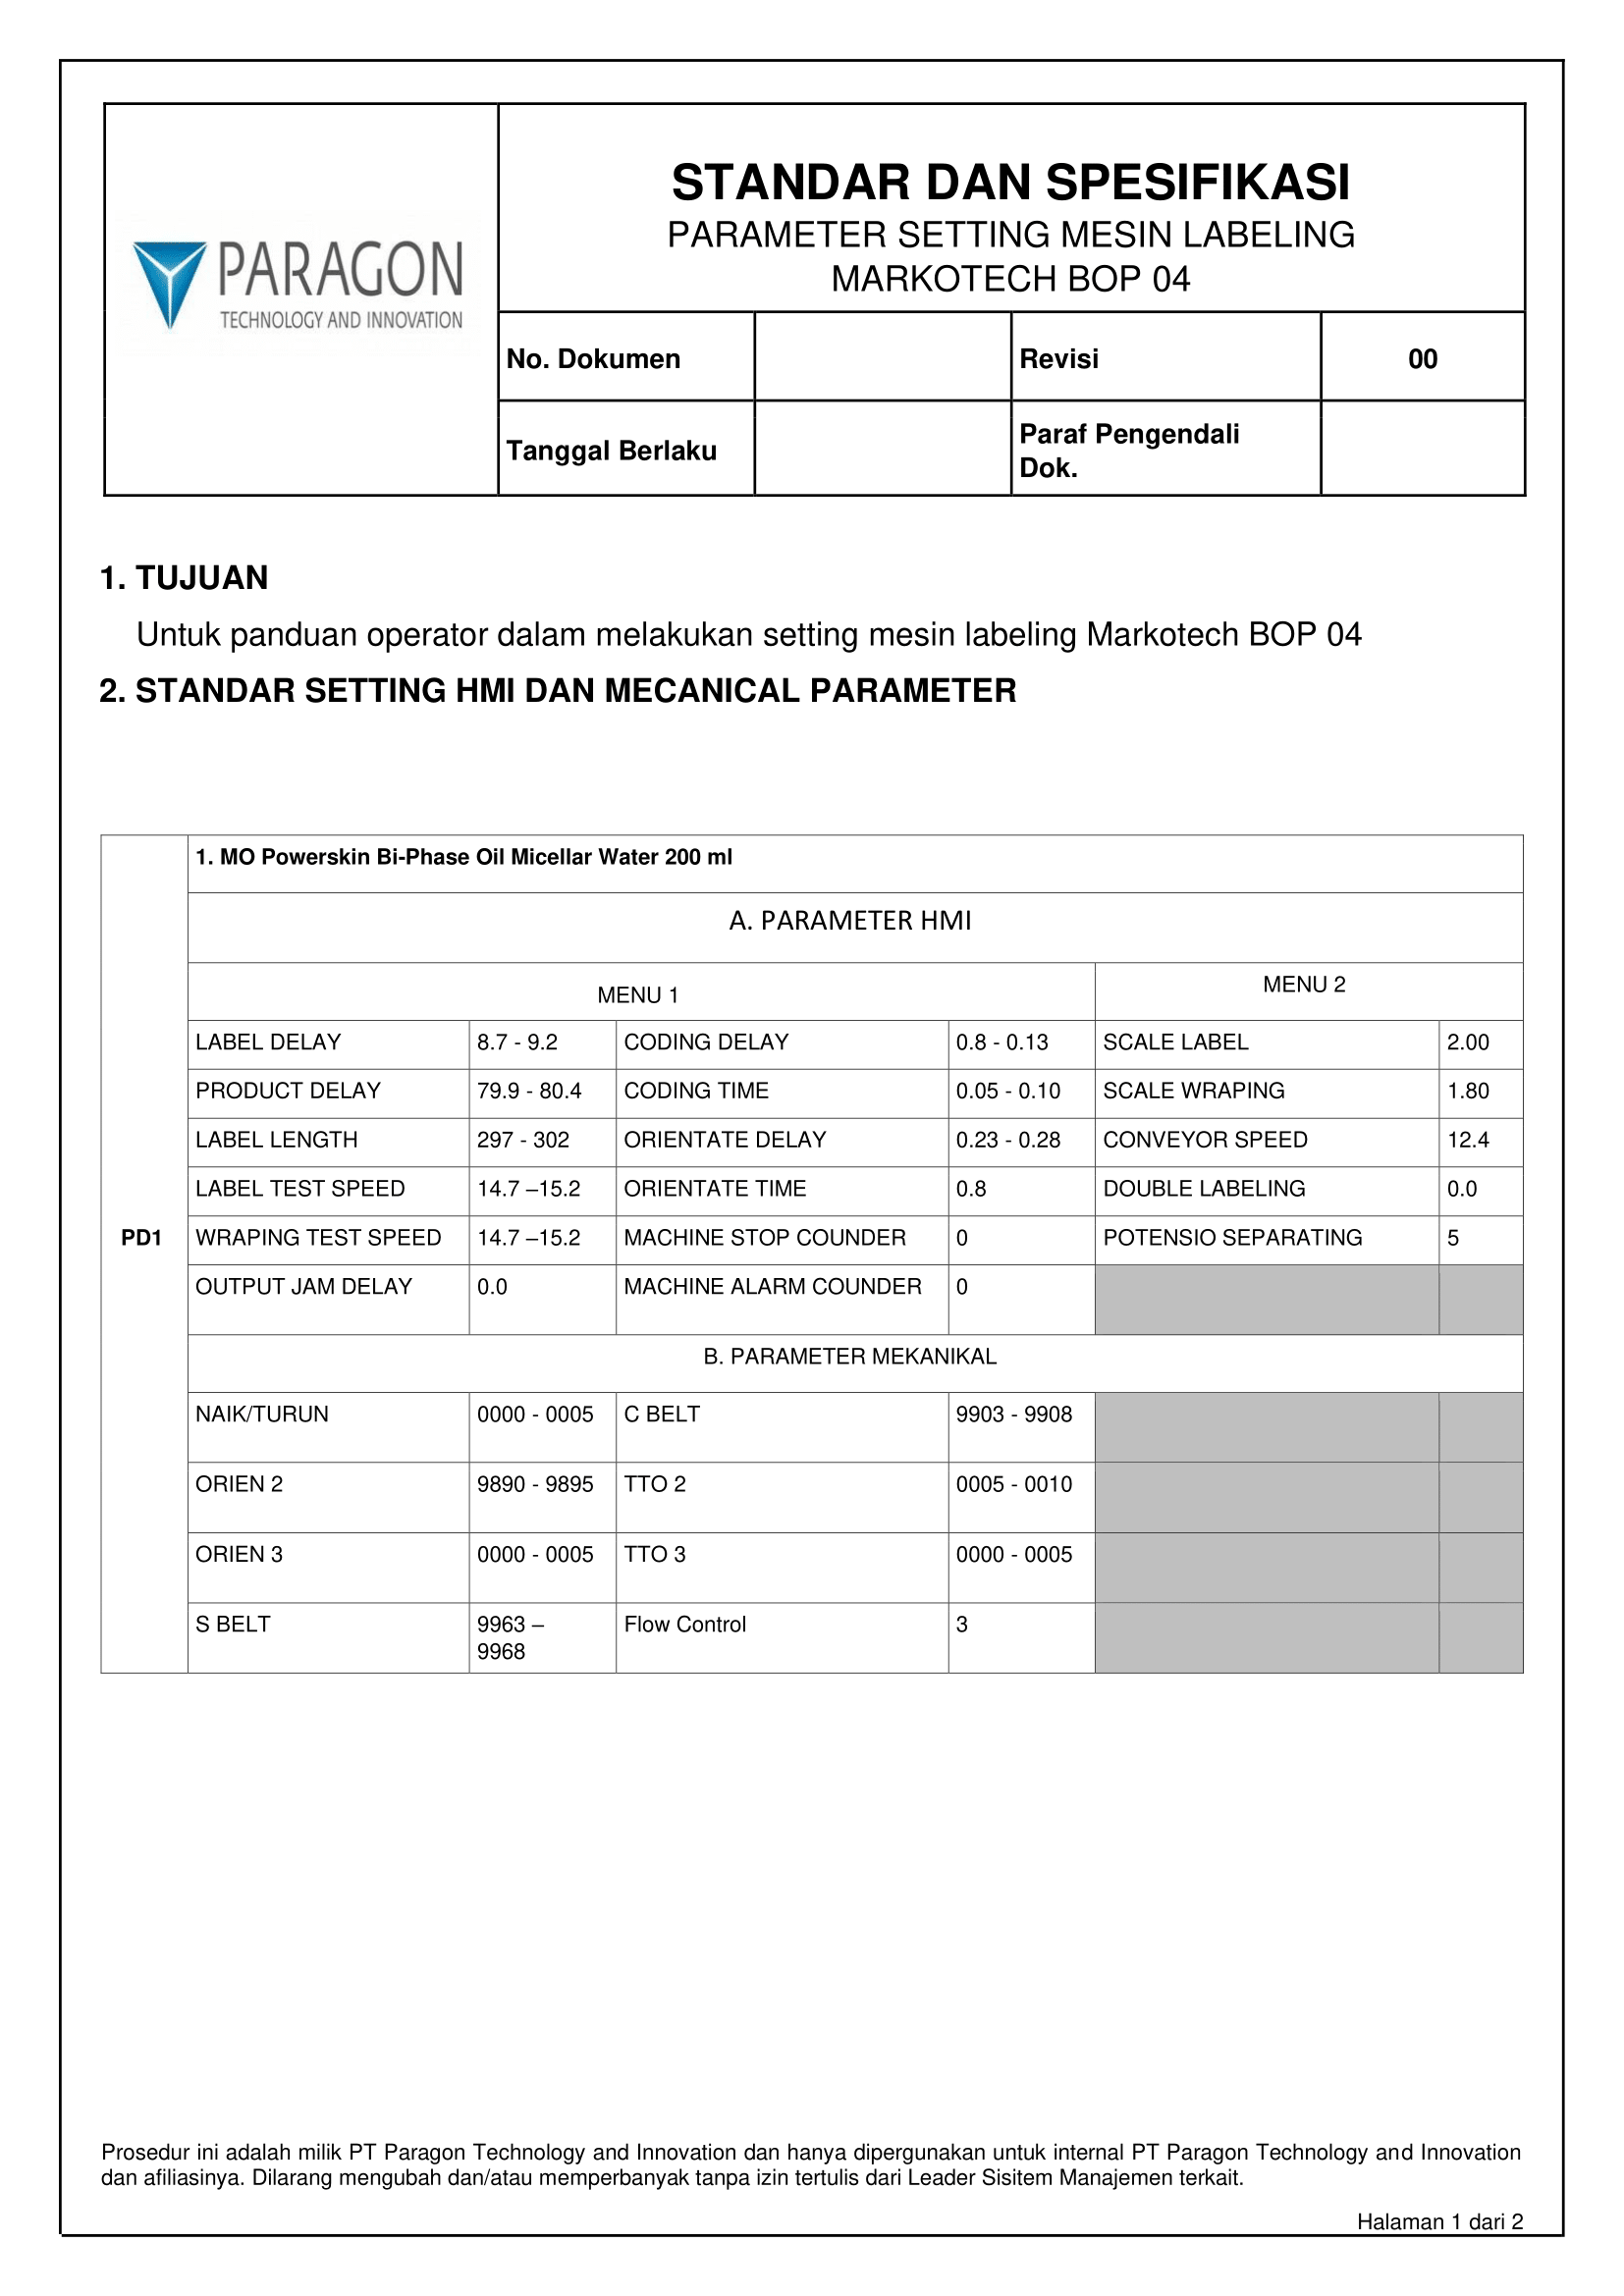 PARAGON
TECHNOLOGY AND INNOVATION
STANDAR DAN SPESIFIKASI
PARAMETER SETTING MESIN LABELING
MARKOTECH BOP 04
No. Dokumen Revisi 00
Tanggal Berlaku Paraf Pengendali
Dok.
1. TUJUAN
Untuk panduan operator dalam melakukan setting mesin labeling Markotech BOP 04
2. STANDAR SETTING HMI DAN MECANICAL PARAMETER
PD1
1. MO Powerskin Bi-Phase Oil Micellar Water 200 ml
A. PARAMETER HMI
MENU 1 MENU 2
LABEL DELAY 8.7 - 9.2 CODING DELAY 0.8 - 0.13 SCALE LABEL 2.00
PRODUCT DELAY 79.9 - 80.4 CODING TIME 0.05 - 0.10 SCALE WRAPING 1.80
LABEL LENGTH 297 - 302 ORIENTATE DELAY 0.23 - 0.28 CONVEYOR SPEED 12.4
LABEL TEST SPEED 14.7 –15.2 ORIENTATE TIME 0.8 DOUBLE LABELING 0.0
WRAPING TEST SPEED 14.7 –15.2 MACHINE STOP COUNDER 0 POTENSIO SEPARATING 5
OUTPUT JAM DELAY 0.0 MACHINE ALARM COUNDER 0
B. PARAMETER MEKANIKAL
NAIK/TURUN 0000 - 0005 C BELT 9903 - 9908
ORIEN 2 9890 - 9895 TTO 2 0005 - 0010
ORIEN 3 0000 - 0005 TTO 3 0000 - 0005
S BELT 9963 – 9968 Flow Control 3
Prosedur ini adalah milik PT Paragon Technology and Innovation dan hanya dipergunakan untuk internal PT Paragon Technology and Innovation
dan afiliasinya. Dilarang mengubah dan/atau memperbanyak tanpa izin tertulis dari Leader Sisitem Manajemen terkait.
Halaman 1 dari 2